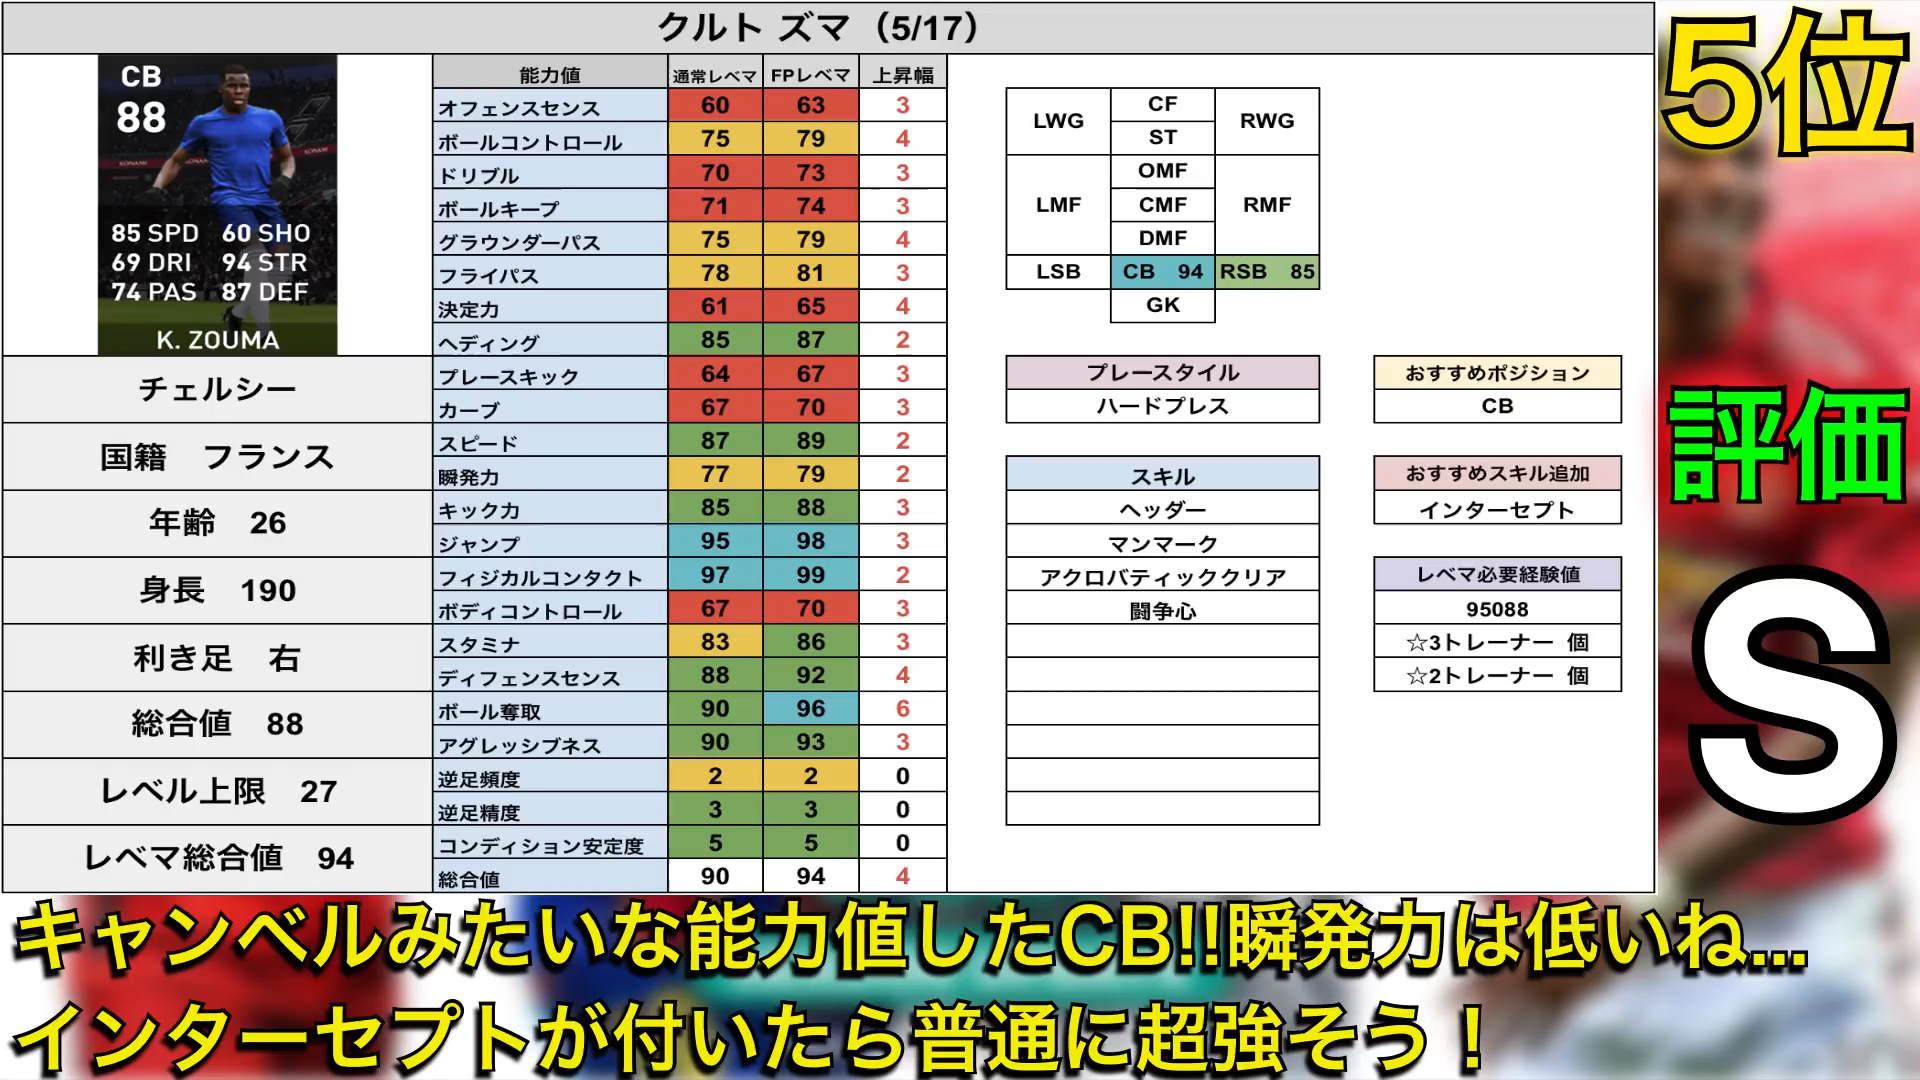 クルト ズマ（5/17）
5位
CB
88
KONAMI
85 SPD 60 SHO
69 DRI 94 STR
74 PAS 87 DEF
K. ZOUMA
チェルシー
国籍 フランス
年齢 26
身長 190
利き足 右
総合値 88
レベル上限 27
レベマ総合値 94
能力値 通常レベマ FPレベマ 上昇幅
オフェンスセンス 60 63 3
ボールコントロール 75 79 4
ドリブル 70 73 3
ボールキープ 71 74 3
グラウンダーパス 75 79 4
フライパス 78 81 3
決定力 61 65 4
ヘディング 85 87 2
プレースキック 64 67 3
カーブ 67 70 3
スピード 87 89 2
瞬発力 77 79 2
キック力 85 88 3
ジャンプ 95 98 3
フィジカルコンタクト 97 99 2
ボディコントロール 67 70 3
スタミナ 83 86 3
ディフェンスセンス 88 92 4
ボール奪取 90 96 6
アグレッシブネス 90 93 3
逆足頻度 2 2 0
逆足精度 3 3 0
コンディション安定度 5 5 0
総合値 90 94 4
LWG CF RWG
ST
OMF
LMF CMF RMF
DMF
LSB CB 94 RSB 85
GK
プレースタイル
ハードプレス
スキル
ヘッダー
マンマーク
アクロバティッククリア
闘争心
おすすめポジション
CB
おすすめスキル追加
インターセプト
レベマ必要経験値
95088
☆3トレーナー 個
☆2トレーナー 個
評価
S
キャンベルみたいな能力値したCB!!瞬発力は低いね...
インターセプトが付いたら普通に超強そう！